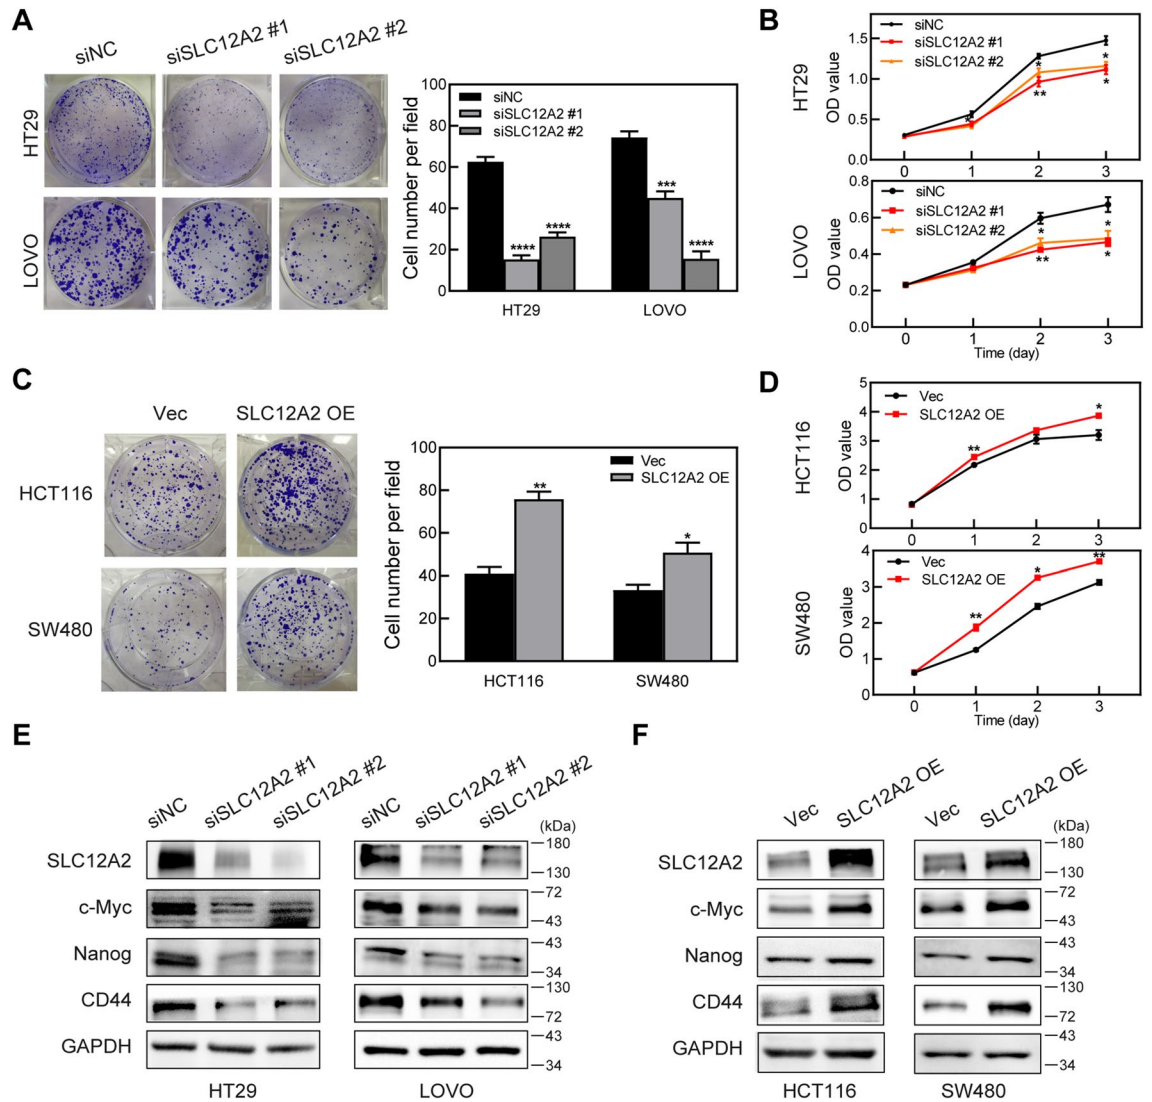 A
siNC
siSLC12A2 #1
siSLC12A2 #2
HT29
LOVO
Cell number per field
100
80
60
40
20
0
siNC
siSLC12A2 #1
siSLC12A2 #2
****
****
***
****
HT29
LOVO
B
HT29
OD value
1.5
1.0
0.5
0.0
siNC
siSLC12A2 #1
siSLC12A2 #2
*
*
**
*
*
0
1
2
3
LOVO
OD value
0.8
0.6
0.4
0.2
0.0
siNC
siSLC12A2 #1
siSLC12A2 #2
*
**
*
*
0
1
2
3
Time (day)
C
Vec
SLC12A2 OE
HCT116
SW480
Cell number per field
100
80
60
40
20
0
Vec
SLC12A2 OE
**
*
HCT116
SW480
D
HCT116
OD value
5
4
3
2
1
0
Vec
SLC12A2 OE
**
*
0
1
2
3
SW480
OD value
4
3
2
1
0
Vec
SLC12A2 OE
**
*
**
0
1
2
3
Time (day)
E
siNC
siSLC12A2 #1
siSLC12A2 #2
siNC
siSLC12A2 #1
siSLC12A2 #2
(kDa)
SLC12A2
180
130
c-Myc
72
43
Nanog
43
34
CD44
130
72
GAPDH
43
34
HT29
LOVO
F
Vec
SLC12A2 OE
Vec
SLC12A2 OE
(kDa)
SLC12A2
180
130
c-Myc
72
43
Nanog
43
34
CD44
130
72
GAPDH
43
34
HCT116
SW480